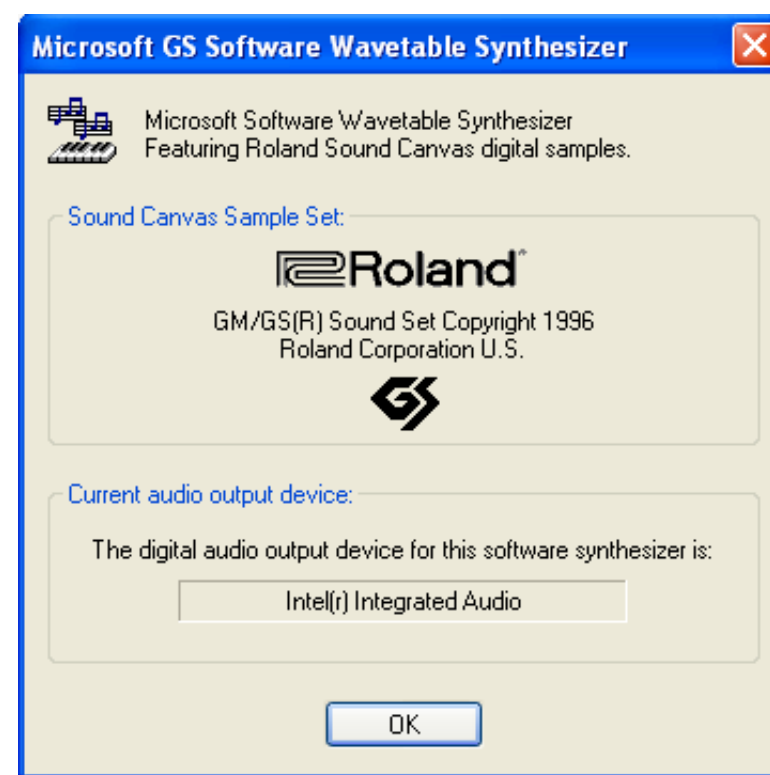 Microsoft GS Software Wavetable Synthesizer
Microsoft Software Wavetable Synthesizer
Featuring Roland Sound Canvas digital samples.
Sound Canvas Sample Set:
Roland®
GM/GS(R) Sound Set Copyright 1996
Roland Corporation U.S.
GS
Current audio output device:
The digital audio output device for this software synthesizer is:
Intel(r) Integrated Audio
OK